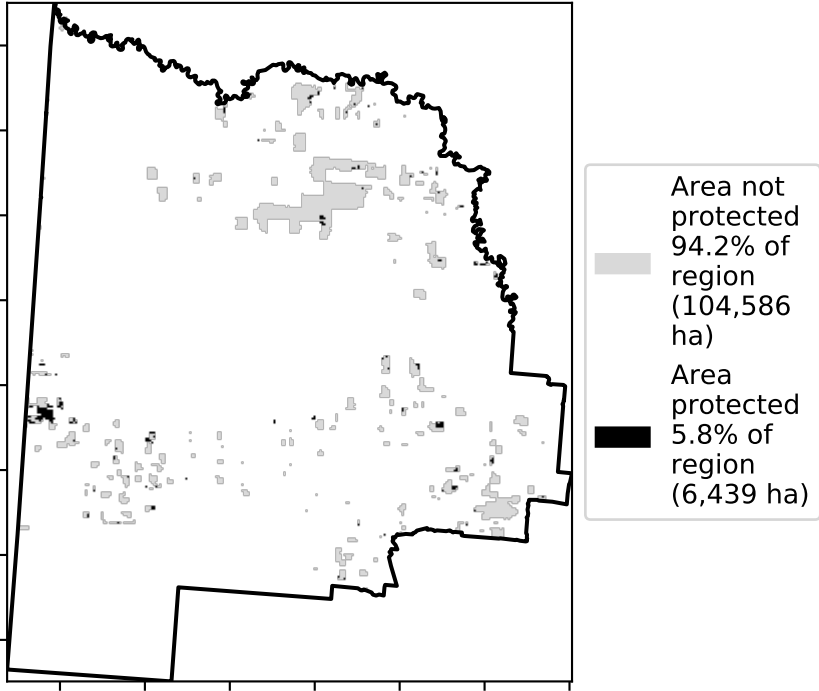 Area not
protected
94.2% of
region
(104,586
ha)
Area
protected
5.8% of
region
(6,439 ha)